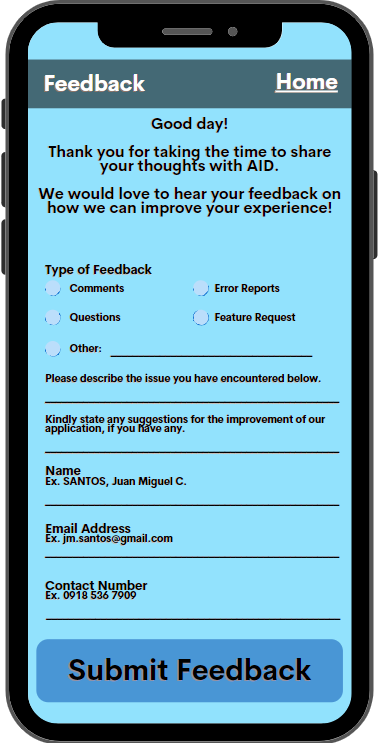 Feedback Home
Good day!
Thank you for taking the time to share
your thoughts with AID.
We would love to hear your feedback on
how we can improve your experience!
Type of Feedback
Comments Error Reports
Questions Feature Request
Other:
Please describe the issue you have encountered below.
Kindly state any suggestions for the improvement of our
application, if you have any.
Name
Ex. SANTOS, Juan Miguel C.
Email Address
Ex. jm.santos@gmail.com
Contact Number
Ex. 0918 536 7909
Submit Feedback